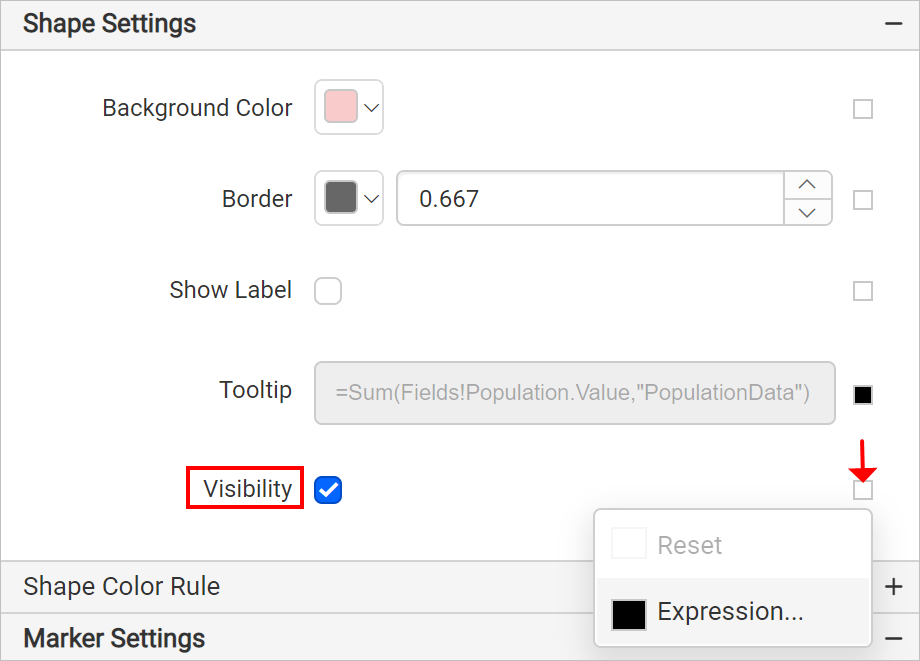 Shape Settings
Background Color
Border 0.667
Show Label
Tooltip =Sum(Fields!Population.Value,"PopulationData")
Visibility
Reset
Expression...
Shape Color Rule
Marker Settings